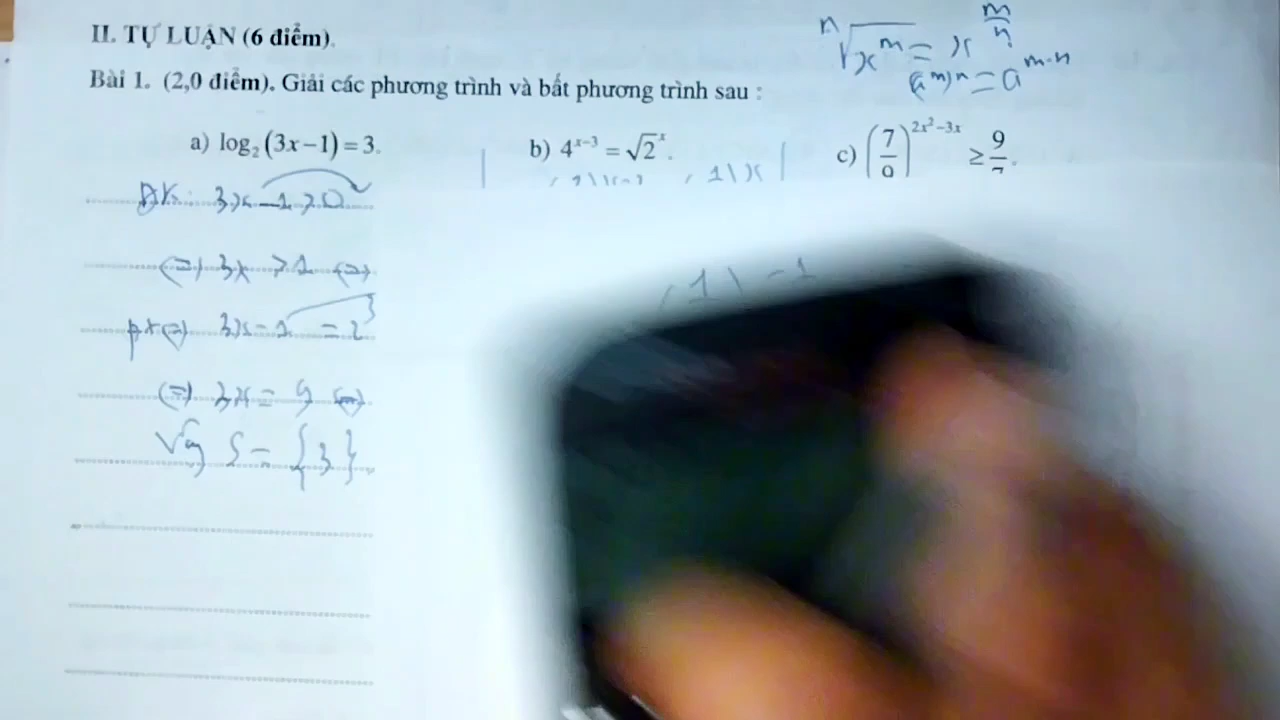 II. TỰ LUẬN (6 điểm).
ⁿ√xᵐ = x^(m/n)
(aᵐ)ⁿ = a^(m·n)
Bài 1. (2,0 điểm). Giải các phương trình và bất phương trình sau :
a) log₂(3x−1)=3.
b) 4^(x−3) = √2^x.
c) (7/9)^(2x²−3x) ≥ 9/7.
ĐK: 3x−1>0
(=) 3x >1 (=)
pt(=) 3x−1 = 2³
(=) 3x = 9 (=)
Vậy S = {3}